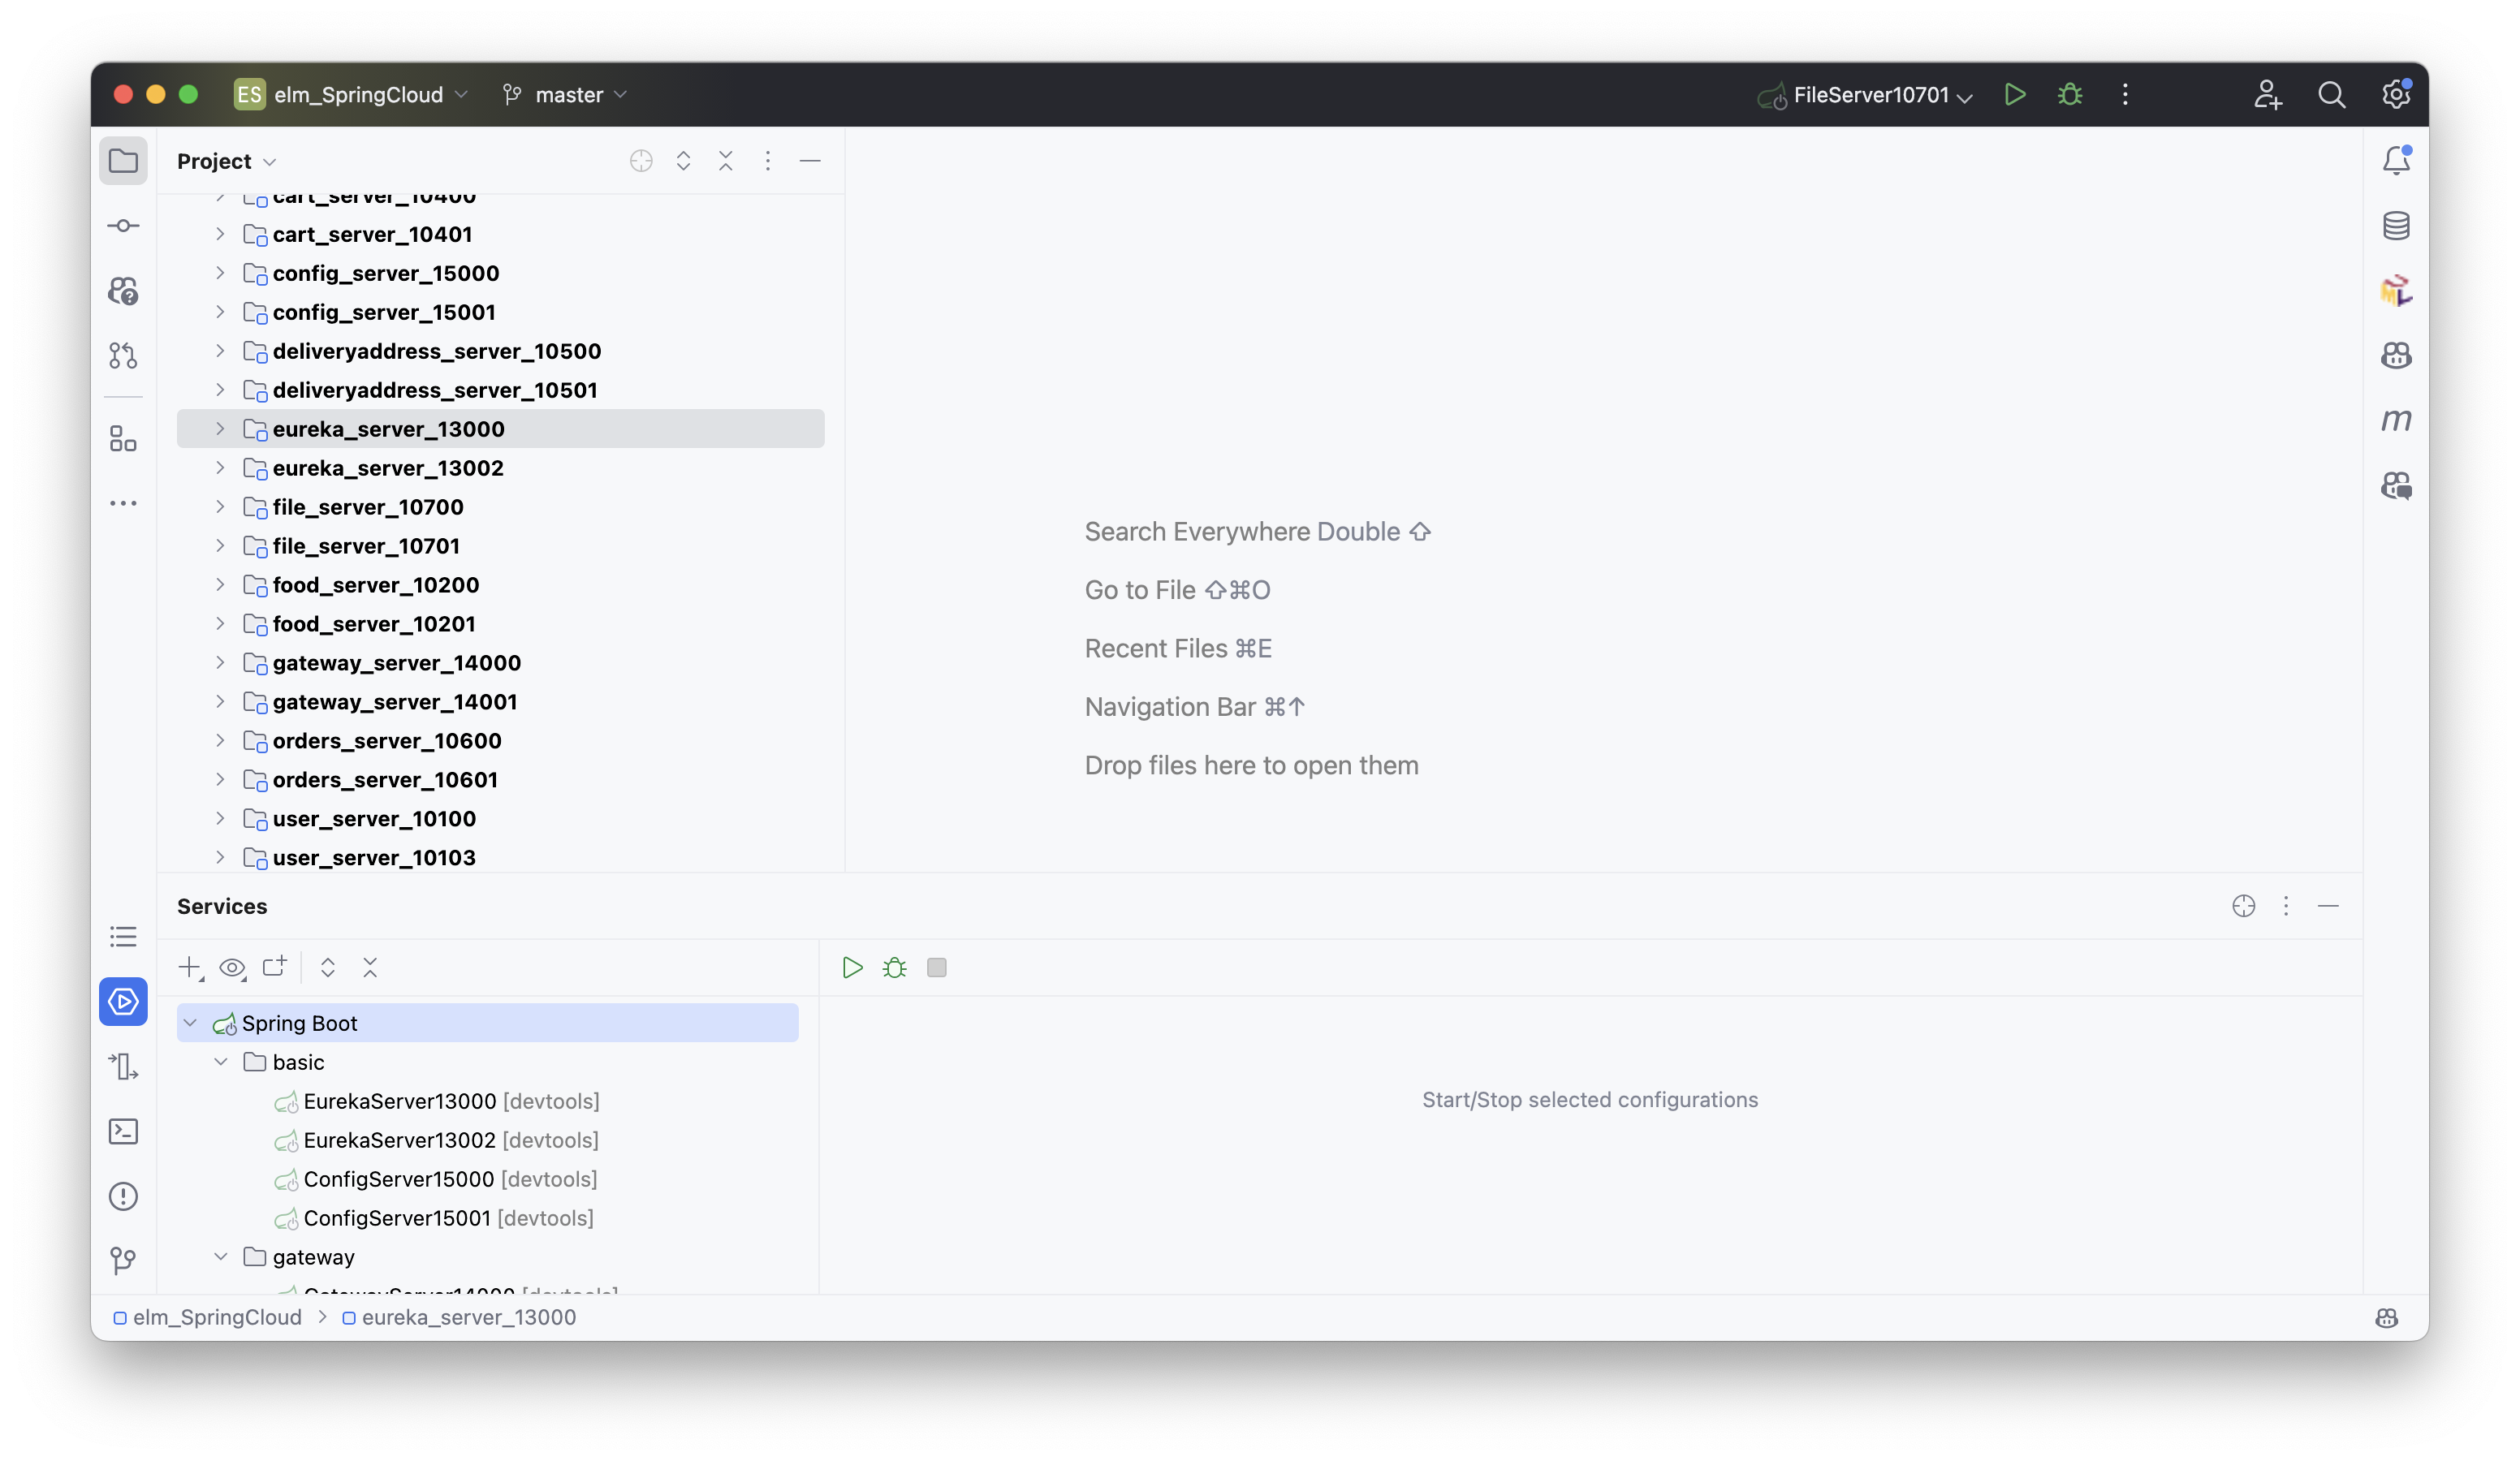 ES elm_SpringCloud master FileServer10701
Project
cart_server_10400
cart_server_10401
config_server_15000
config_server_15001
deliveryaddress_server_10500
deliveryaddress_server_10501
eureka_server_13000
eureka_server_13002
file_server_10700
file_server_10701
food_server_10200
food_server_10201
gateway_server_14000
gateway_server_14001
orders_server_10600
orders_server_10601
user_server_10100
user_server_10103
Search Everywhere Double ⇧
Go to File ⇧⌘O
Recent Files ⌘E
Navigation Bar ⌘↑
Drop files here to open them
Services
Spring Boot
basic
EurekaServer13000 [devtools]
EurekaServer13002 [devtools]
ConfigServer15000 [devtools]
ConfigServer15001 [devtools]
gateway
GatewayServer14000 [devtools]
Start/Stop selected configurations
elm_SpringCloud > eureka_server_13000